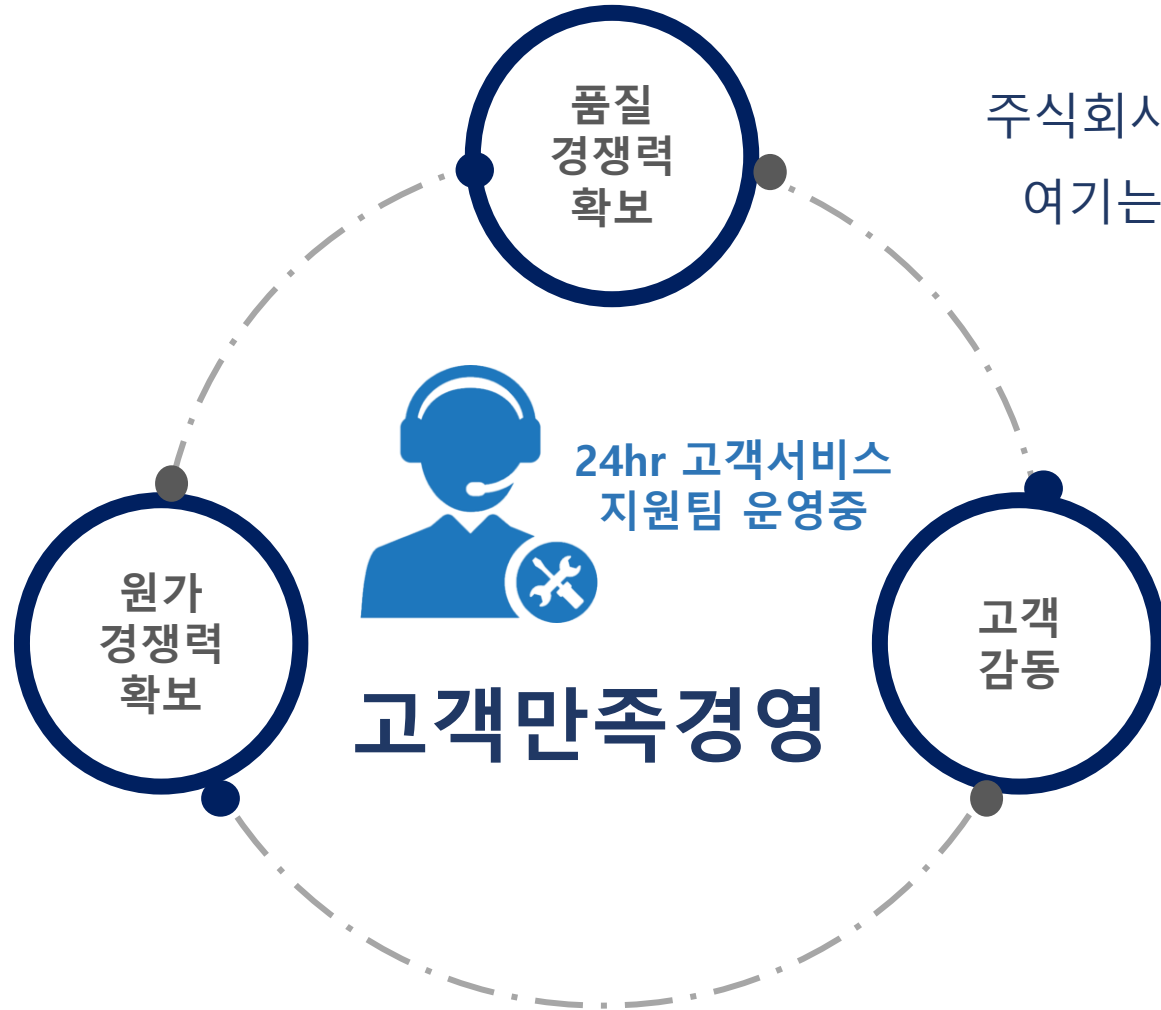 품질
경쟁력
확보
주식회사
여기는
24hr 고객서비스
지원팀 운영중
원가
경쟁력
확보
고객
감동
고객만족경영